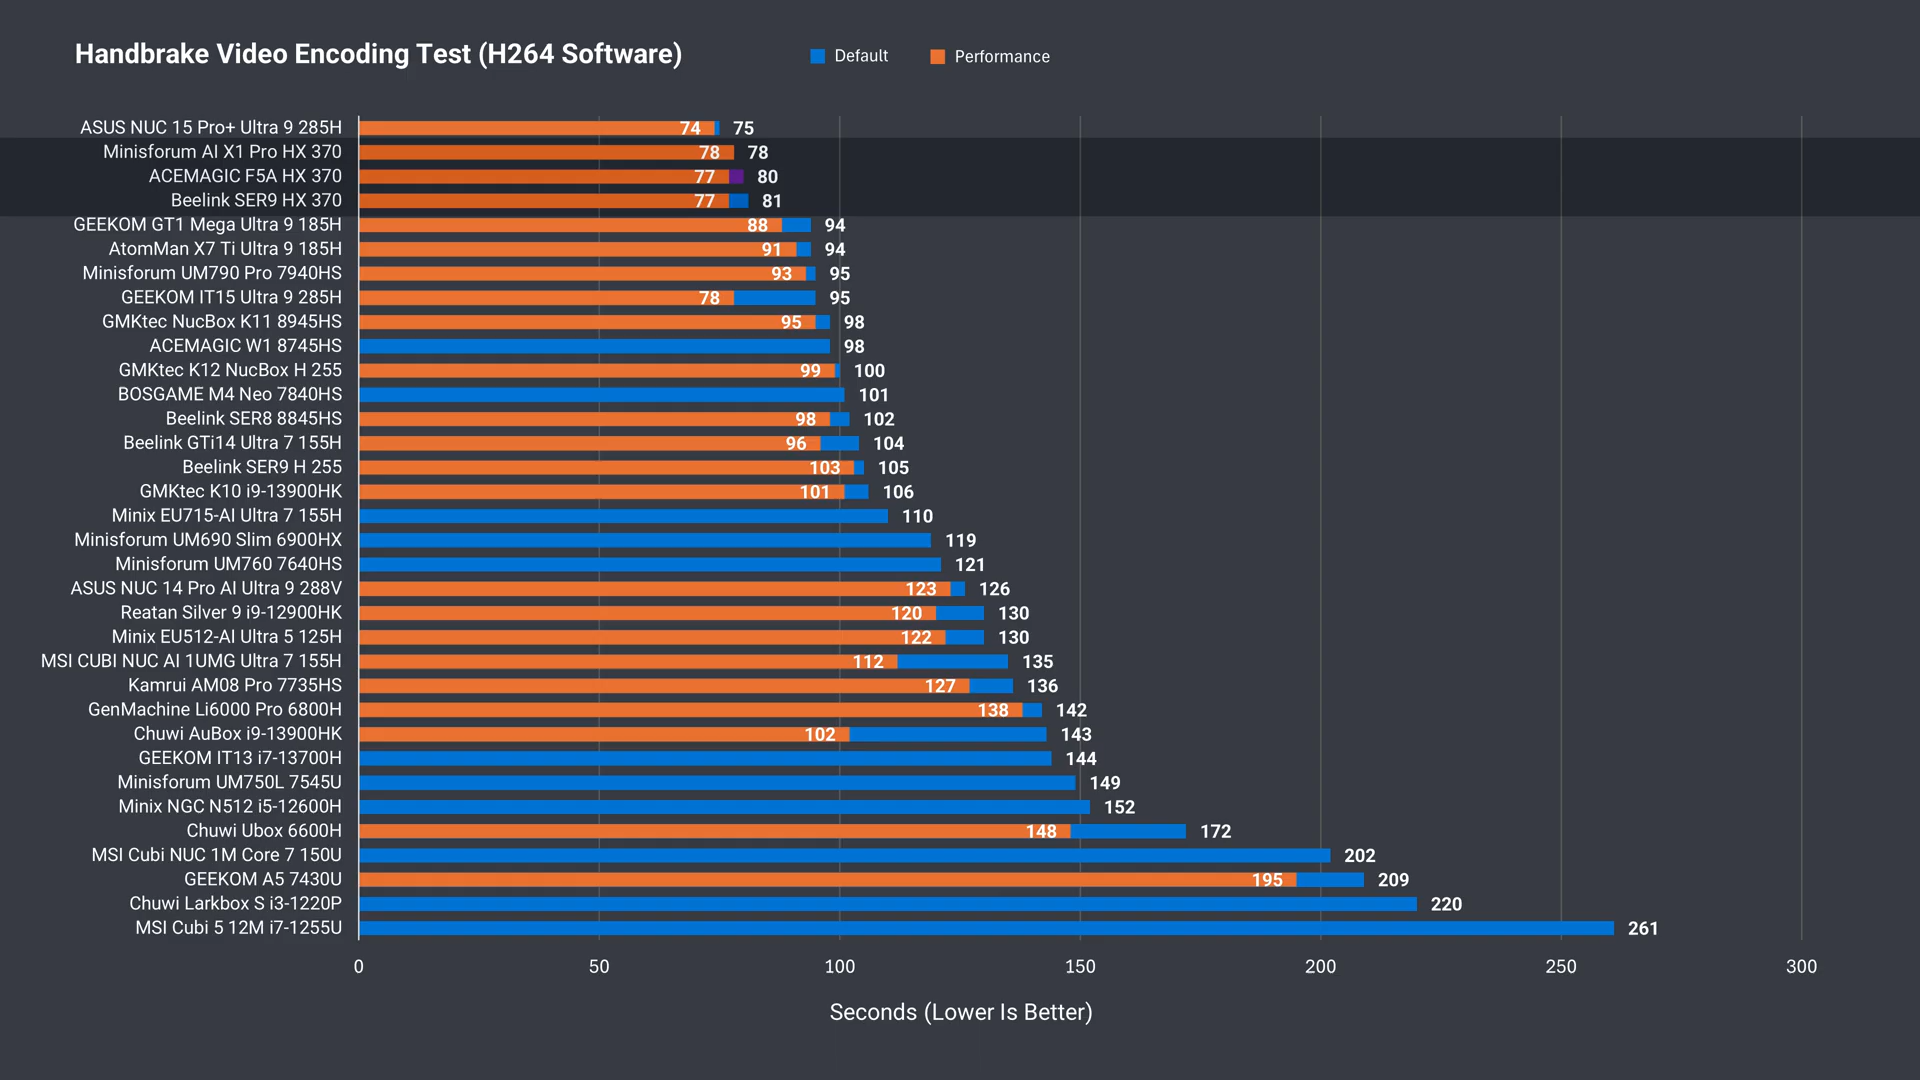 Handbrake Video Encoding Test (H264 Software)
Default
Performance
ASUS NUC 15 Pro+ Ultra 9 285H 74 75
Minisforum AI X1 Pro HX 370 78 78
ACEMAGIC F5A HX 370 77 80
Beelink SER9 HX 370 77 81
GEEKOM GT1 Mega Ultra 9 185H 88 94
AtomMan X7 Ti Ultra 9 185H 91 94
Minisforum UM790 Pro 7940HS 93 95
GEEKOM IT15 Ultra 9 285H 78 95
GMKtec NucBox K11 8945HS 95 98
ACEMAGIC W1 8745HS 98
GMKtec K12 NucBox H 255 99 100
BOSGAME M4 Neo 7840HS 101
Beelink SER8 8845HS 98 102
Beelink GTi14 Ultra 7 155H 96 104
Beelink SER9 H 255 103 105
GMKtec K10 i9-13900HK 101 106
Minix EU715-AI Ultra 7 155H 110
Minisforum UM690 Slim 6900HX 119
Minisforum UM760 7640HS 121
ASUS NUC 14 Pro AI Ultra 9 288V 123 126
Reatan Silver 9 i9-12900HK 120 130
Minix EU512-AI Ultra 5 125H 122 130
MSI CUBI NUC AI 1UMG Ultra 7 155H 112 135
Kamrui AM08 Pro 7735HS 127 136
GenMachine Li6000 Pro 6800H 138 142
Chuwi AuBox i9-13900HK 102 143
GEEKOM IT13 i7-13700H 144
Minisforum UM750L 7545U 149
Minix NGC N512 i5-12600H 152
Chuwi Ubox 6600H 148 172
MSI Cubi NUC 1M Core 7 150U 202
GEEKOM A5 7430U 195 209
Chuwi Larkbox S i3-1220P 220
MSI Cubi 5 12M i7-1255U 261
0 50 100 150 200 250 300
Seconds (Lower Is Better)